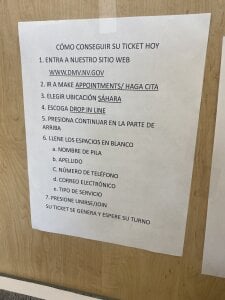 CÓMO CONSEGUIR SU TICKET HOY
1. ENTRA A NUESTRO SITIO WEB
WWW.DMV.NV.GOV
2. IR A MAKE APPOINTMENTS/ HAGA CITA
3. ELEGIR UBICACIÓN SÁHARA
4. ESCOGA DROP IN LINE
5. PRESIONA CONTINUAR EN LA PARTE DE
ARRIBA
6. LLENE LOS ESPACIOS EN BLANCO
a. NOMBRE DE PILA
b. APELLIDO
C. NÚMERO DE TELÉFONO
d. CORREO ELECTRÓNICO
e. TIPO DE SERVICIO
7. PRESIONE UNIRSE/JOIN
SU TICKET SE GENERA Y ESPERE SU TURNO